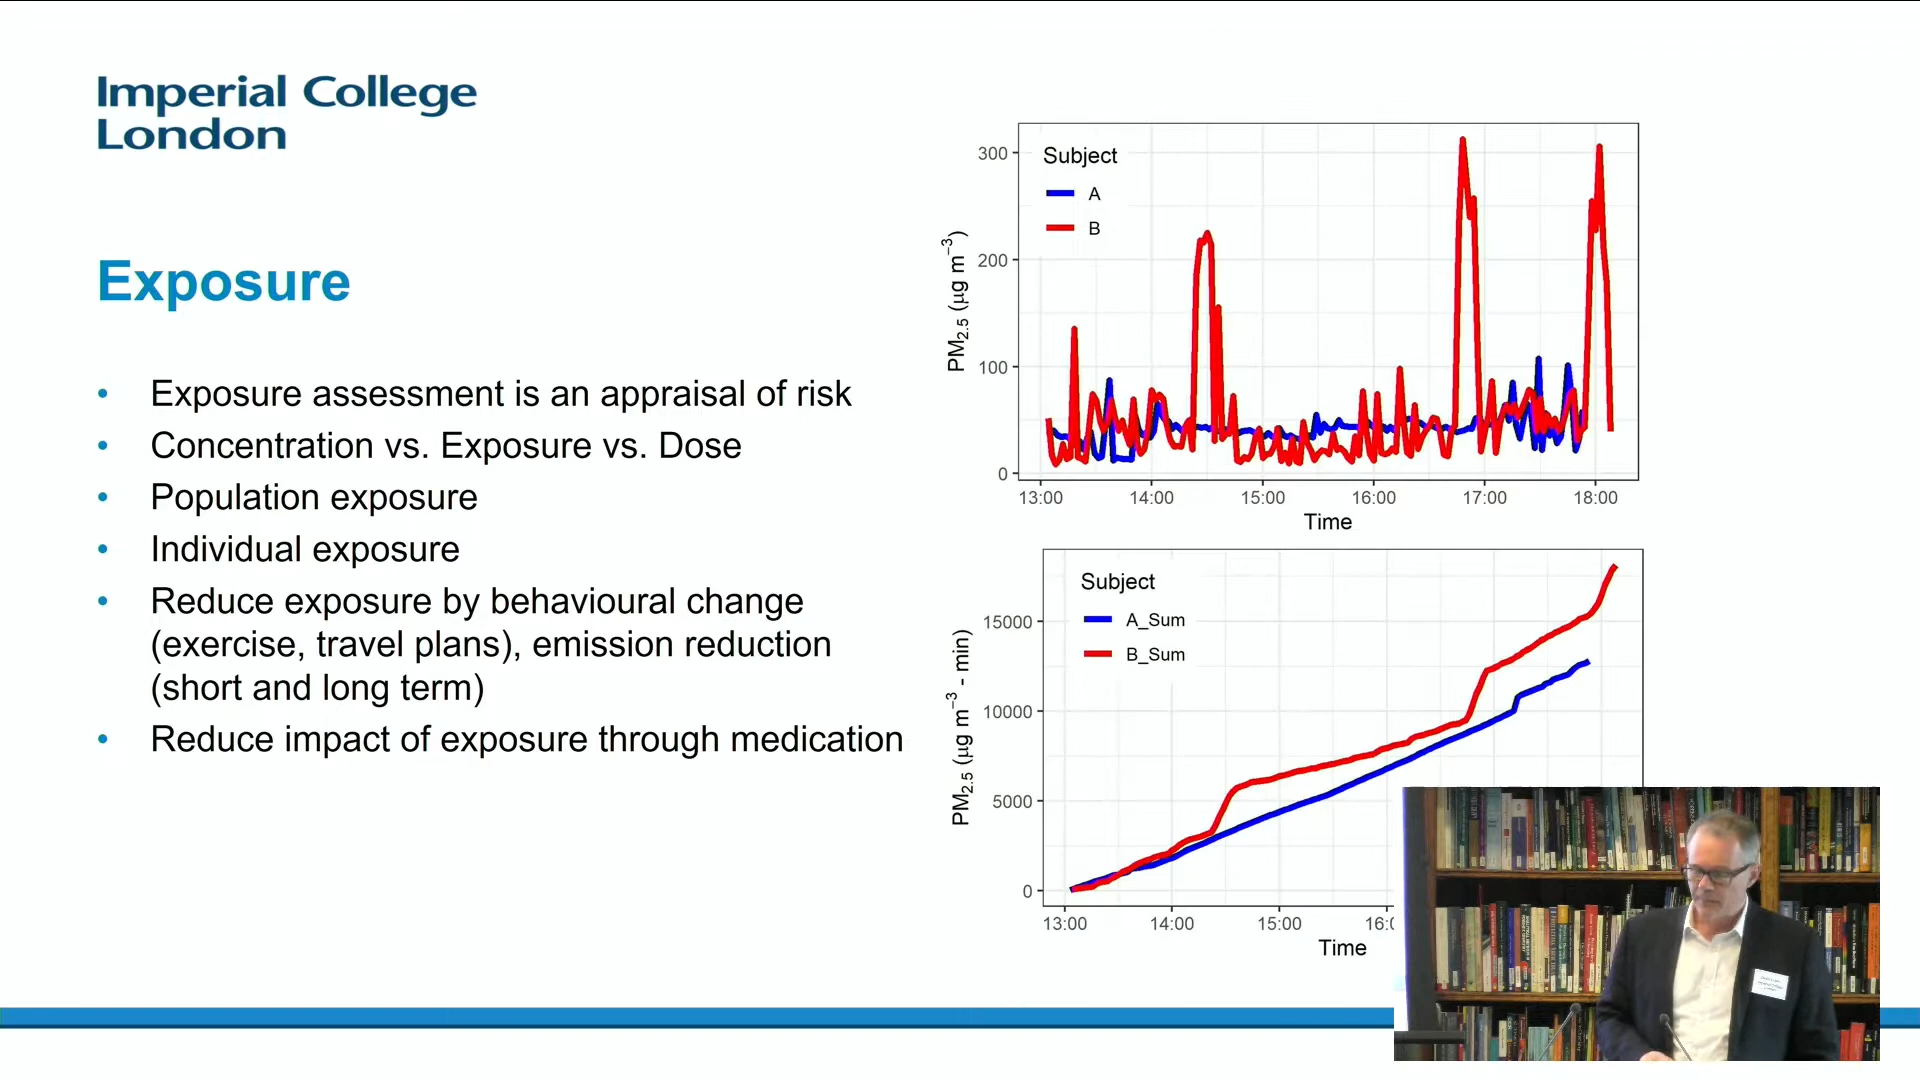 Imperial College
London
Exposure
• Exposure assessment is an appraisal of risk
• Concentration vs. Exposure vs. Dose
• Population exposure
• Individual exposure
• Reduce exposure by behavioural change
(exercise, travel plans), emission reduction
(short and long term)
• Reduce impact of exposure through medication
Subject
A
B
300
200
100
0
PM2.5 (μg m−3)
13:00 14:00 15:00 16:00 17:00 18:00
Time
Subject
A_Sum
B_Sum
15000
10000
5000
0
PM2.5 (μg m−3 - min)
13:00 14:00 15:00
Time